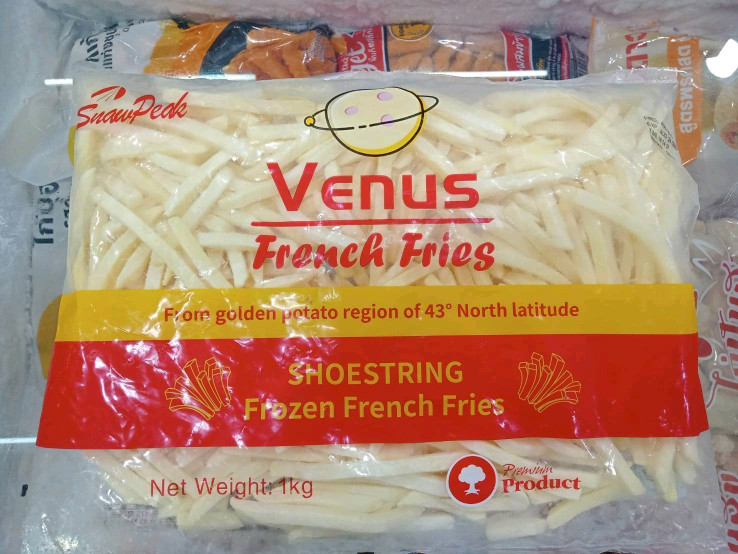 SnowPeak
Venus
French Fries
From golden potato region of 43° North latitude
SHOESTRING
Frozen French Fries
Net Weight: 1kg
Premium
Product